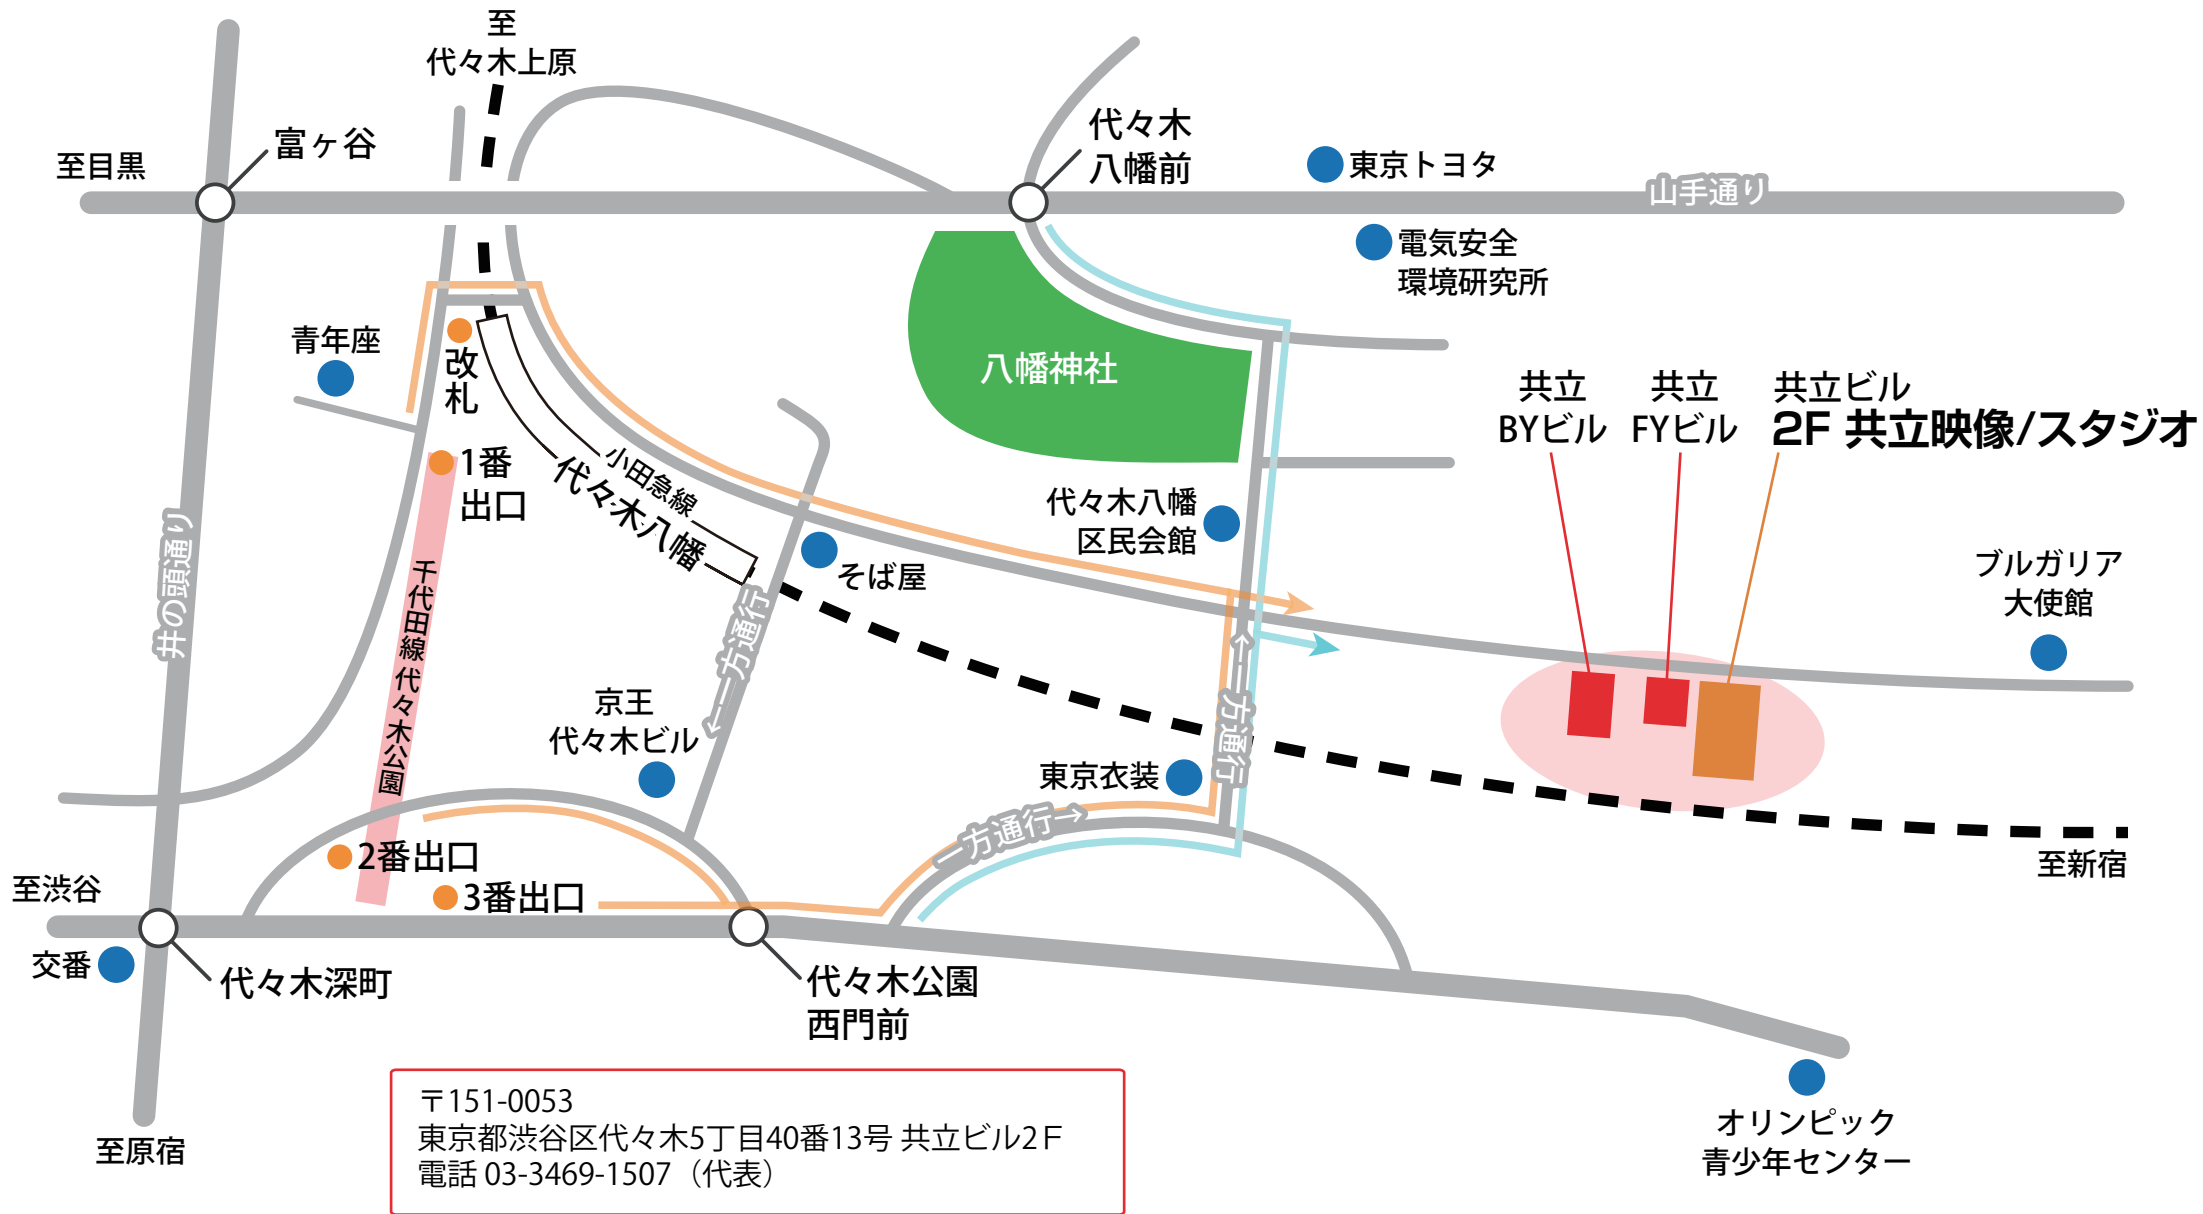 至
代々木上原
富ヶ谷
至目黒
代々木
八幡前
東京トヨタ
山手通り
電気安全
環境研究所
青年座
改札
八幡神社
共立
BYビル
共立
FYビル
共立ビル
2F 共立映像/スタジオ
1番
出口
小田急線
代々木八幡
代々木八幡
区民会館
そば屋
ブルガリア
大使館
井の頭通り
千代田線 代々木公園
←一方通行
←一方通行
京王
代々木ビル
東京衣装
一方通行→
2番出口
3番出口
至新宿
至渋谷
交番
代々木深町
代々木公園
西門前
〒151-0053
東京都渋谷区代々木5丁目40番13号 共立ビル2F
電話 03-3469-1507（代表）
至原宿
オリンピック
青少年センター